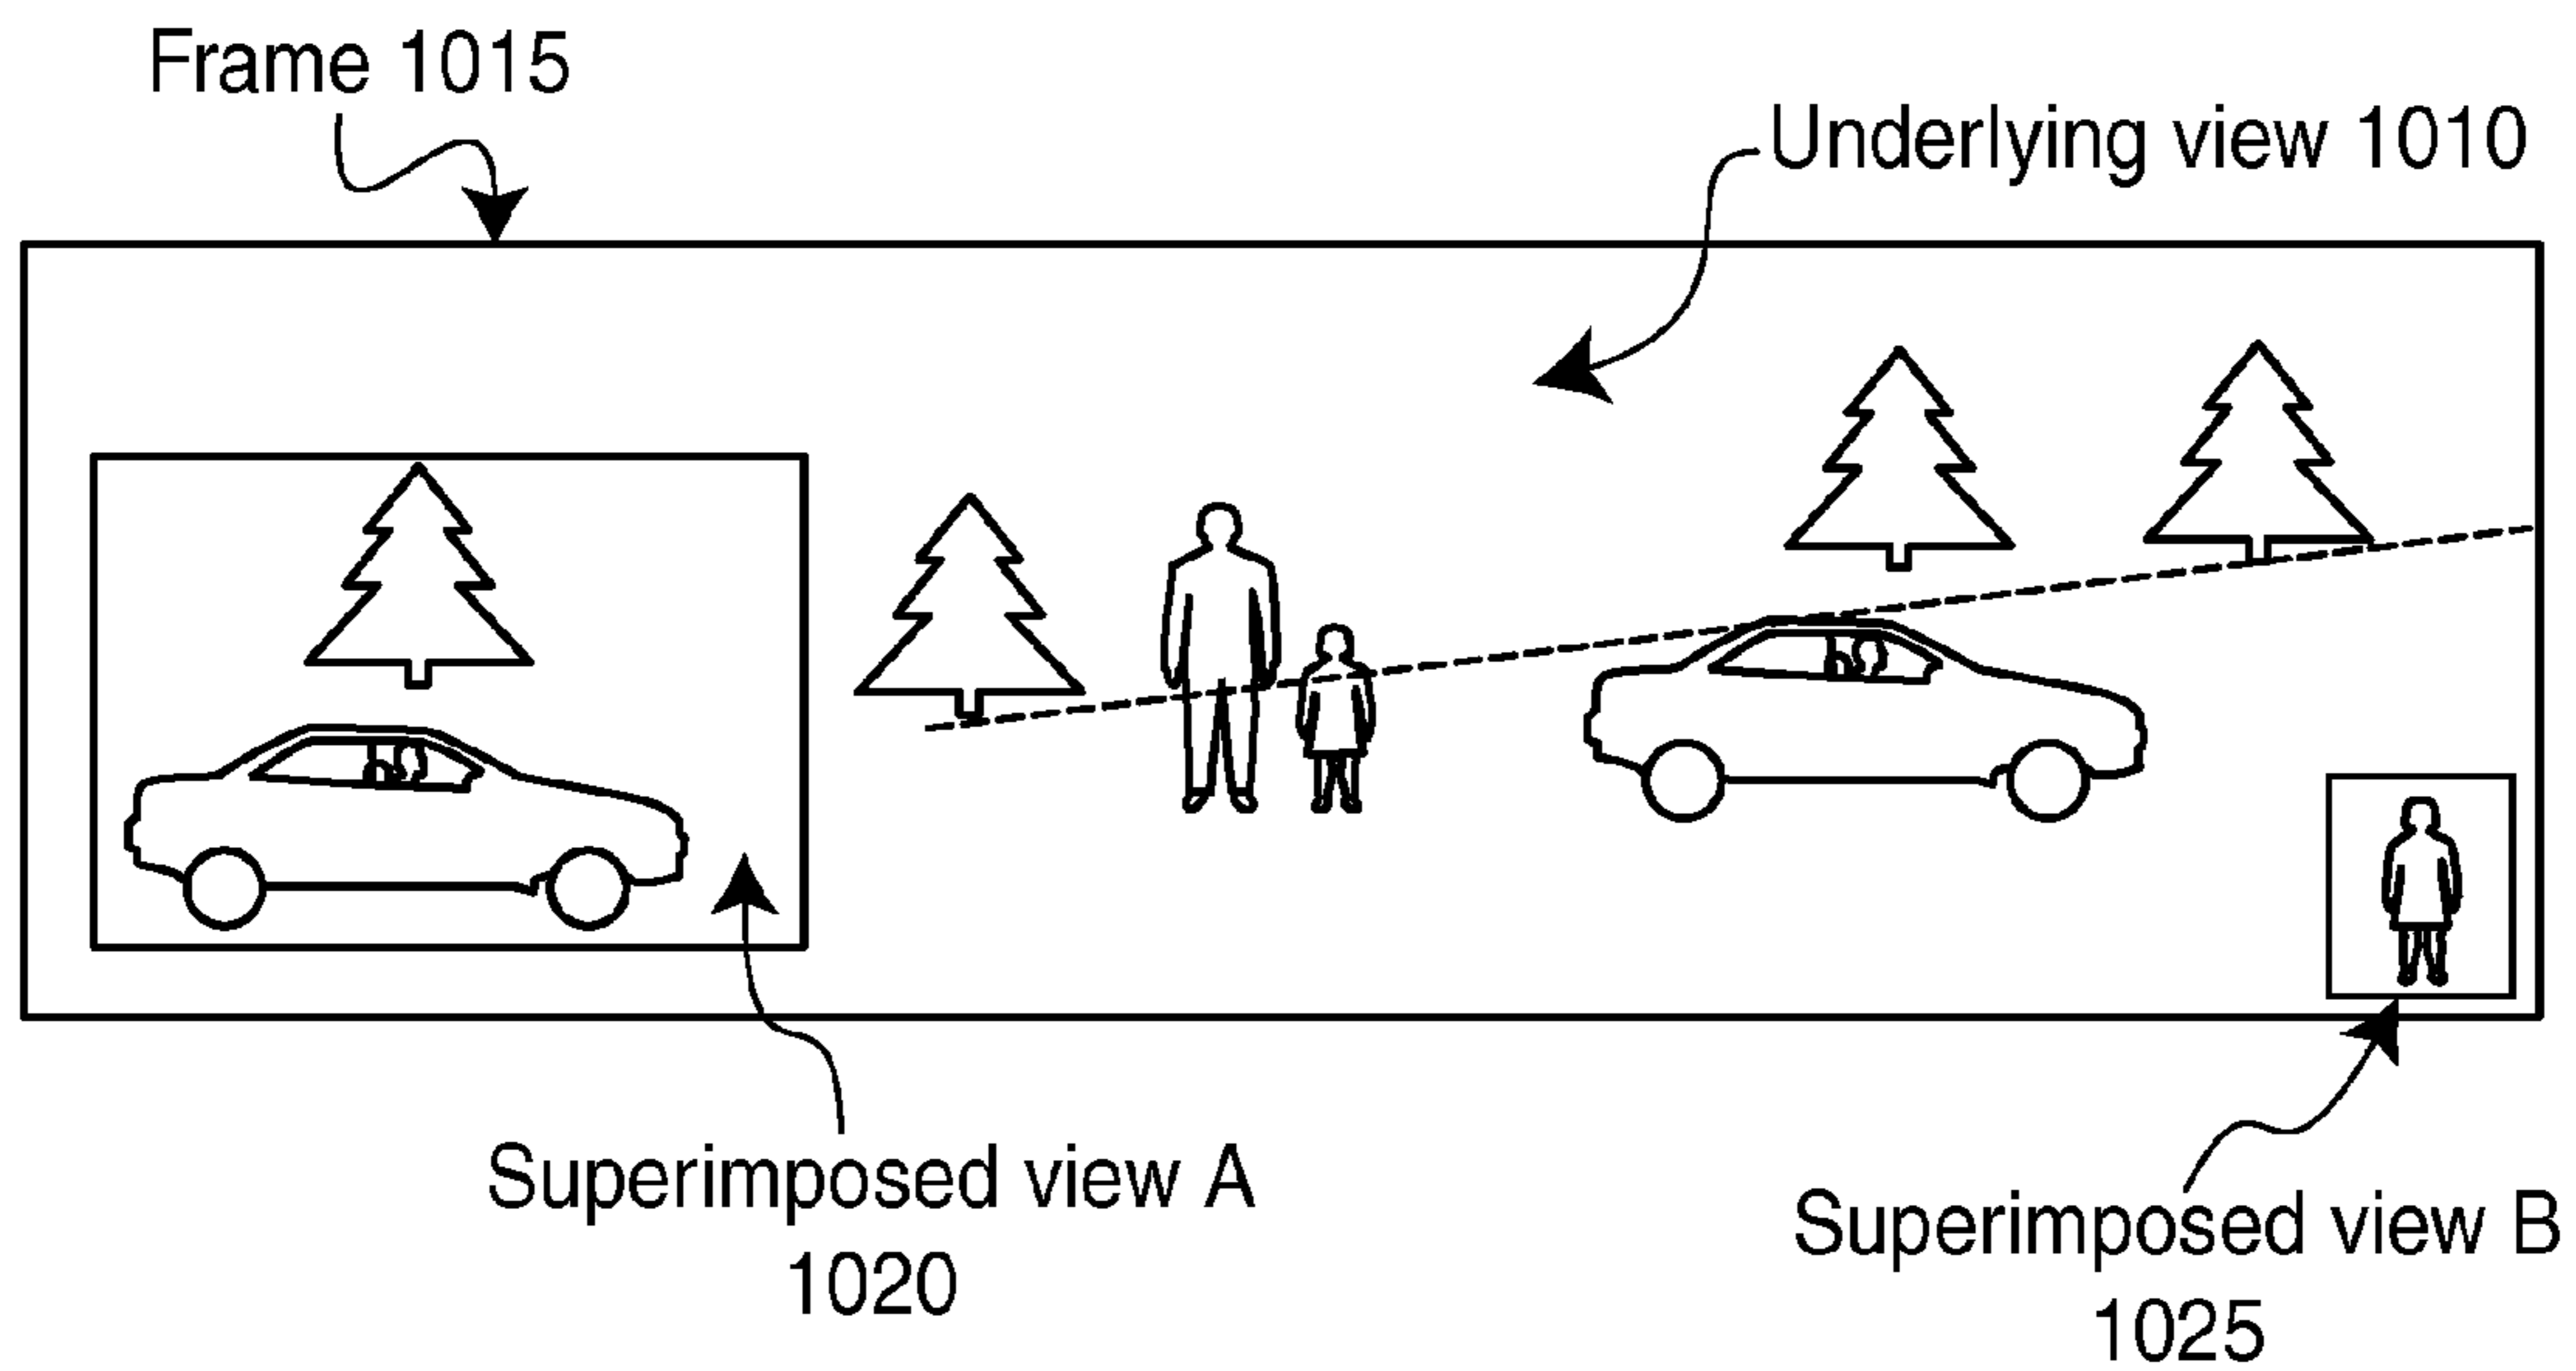 Frame 1015
Underlying view 1010
Superimposed view A
1020
Superimposed view B
1025